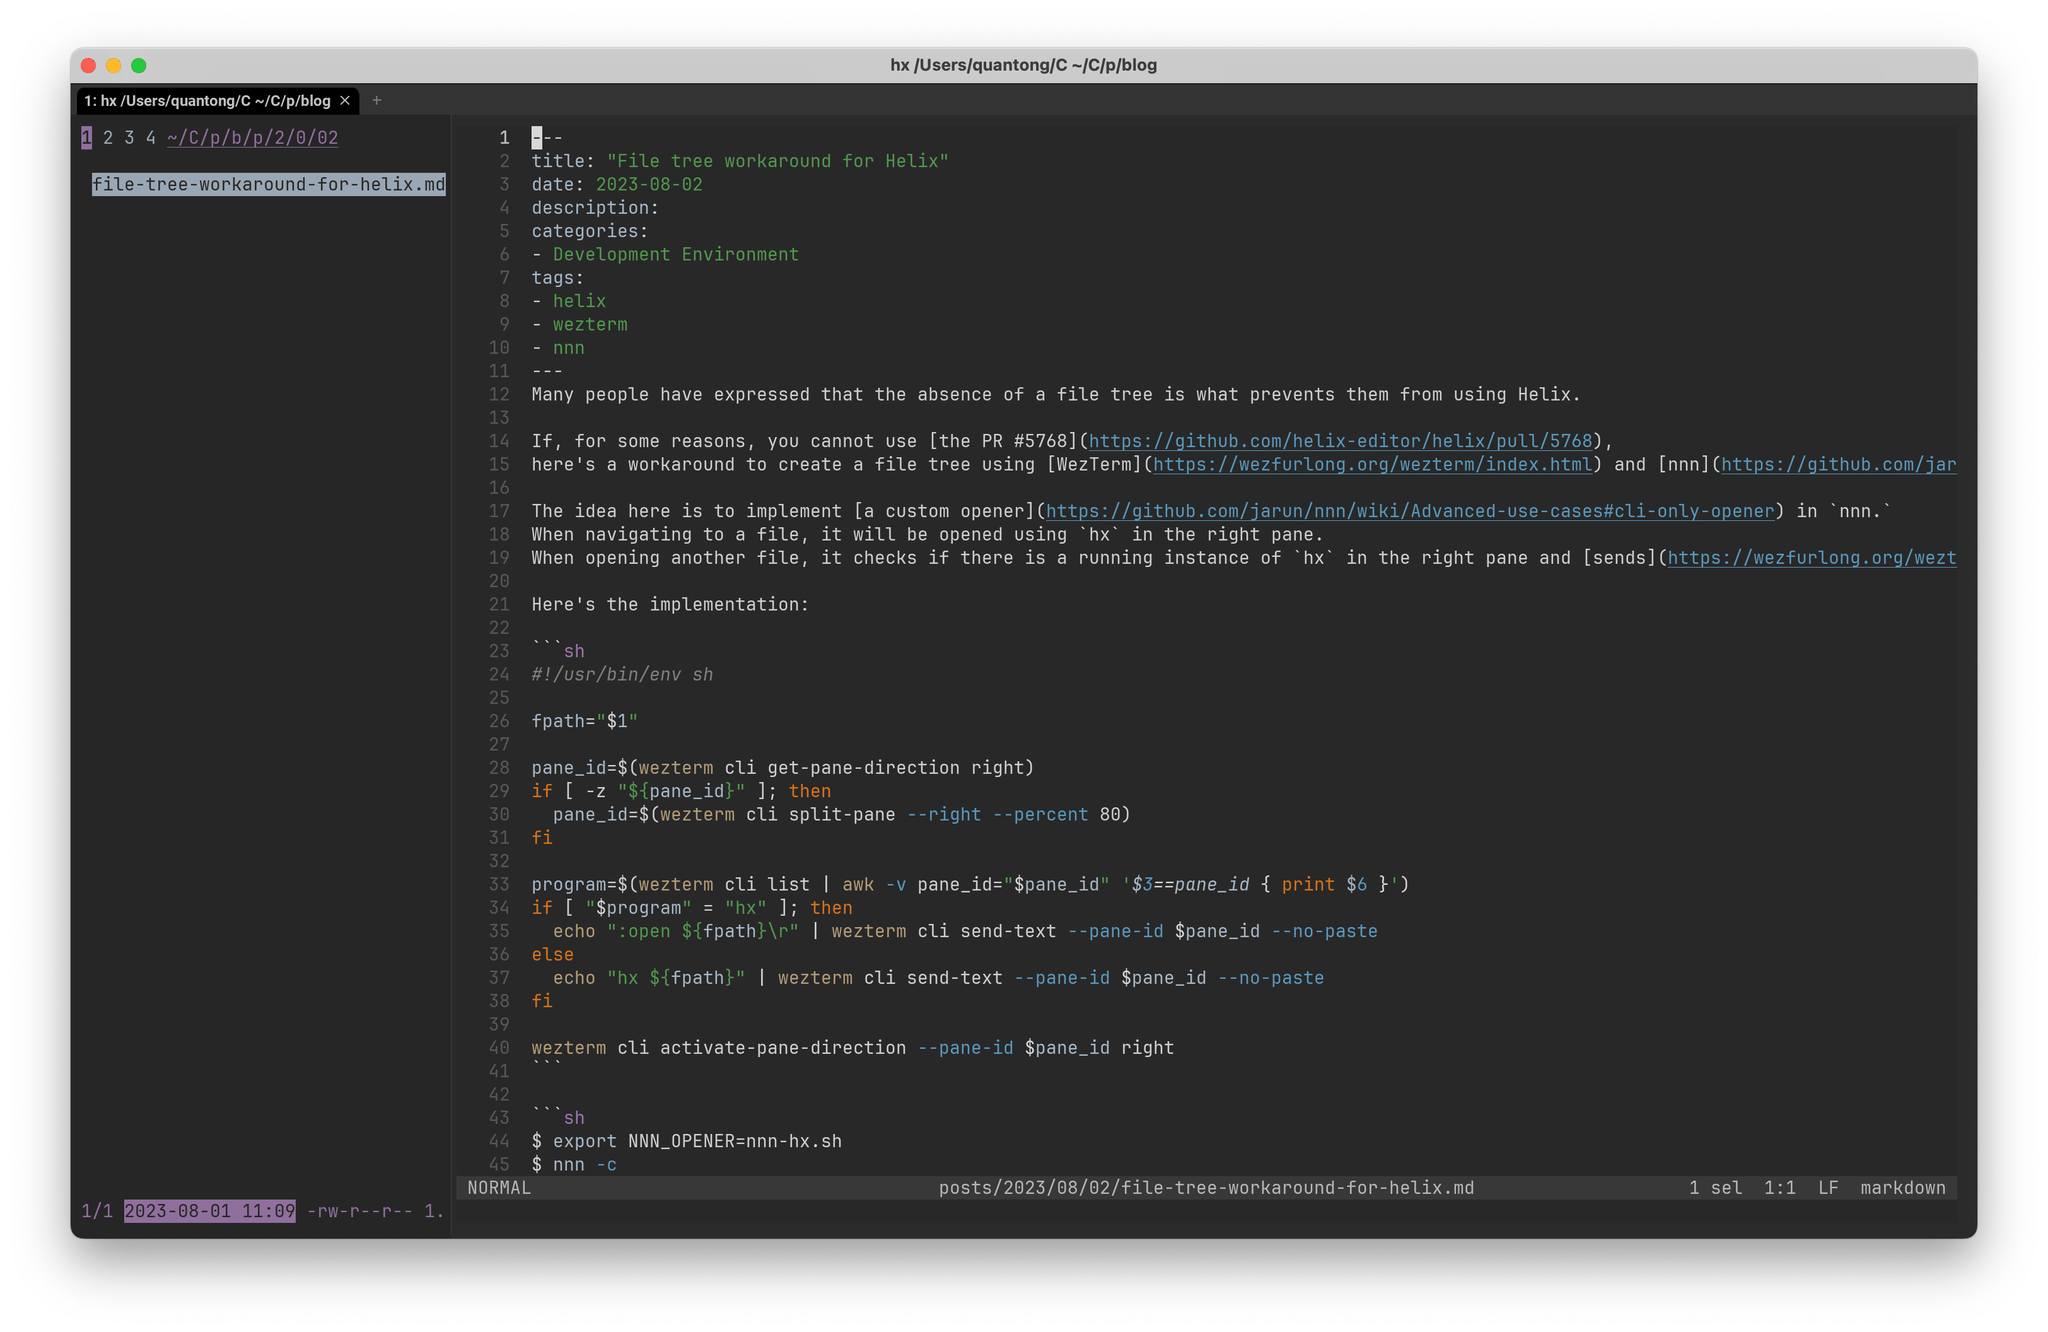 hx /Users/quantong/C ~/C/p/blog
1: hx /Users/quantong/C ~/C/p/blog ✕ +
1 2 3 4 ~/C/p/b/p/2/0/02
file-tree-workaround-for-helix.md
1/1 2023-08-01 11:09 -rw-r--r-- 1.
1 ---
2 title: "File tree workaround for Helix"
3 date: 2023-08-02
4 description:
5 categories:
6 - Development Environment
7 tags:
8 - helix
9 - wezterm
10 - nnn
11 ---
12 Many people have expressed that the absence of a file tree is what prevents them from using Helix.
13
14 If, for some reasons, you cannot use [the PR #5768](https://github.com/helix-editor/helix/pull/5768),
15 here's a workaround to create a file tree using [WezTerm](https://wezfurlong.org/wezterm/index.html) and [nnn](https://github.com/jar
16
17 The idea here is to implement [a custom opener](https://github.com/jarun/nnn/wiki/Advanced-use-cases#cli-only-opener) in `nnn.`
18 When navigating to a file, it will be opened using `hx` in the right pane.
19 When opening another file, it checks if there is a running instance of `hx` in the right pane and [sends](https://wezfurlong.org/wezt
20
21 Here's the implementation:
22
23 ```sh
24 #!/usr/bin/env sh
25
26 fpath="$1"
27
28 pane_id=$(wezterm cli get-pane-direction right)
29 if [ -z "${pane_id}" ]; then
30   pane_id=$(wezterm cli split-pane --right --percent 80)
31 fi
32
33 program=$(wezterm cli list | awk -v pane_id="$pane_id" '$3==pane_id { print $6 }')
34 if [ "$program" = "hx" ]; then
35   echo ":open ${fpath}\r" | wezterm cli send-text --pane-id $pane_id --no-paste
36 else
37   echo "hx ${fpath}" | wezterm cli send-text --pane-id $pane_id --no-paste
38 fi
39
40 wezterm cli activate-pane-direction --pane-id $pane_id right
41 ```
42
43 ```sh
44 $ export NNN_OPENER=nnn-hx.sh
45 $ nnn -c
NORMAL posts/2023/08/02/file-tree-workaround-for-helix.md 1 sel 1:1 LF markdown